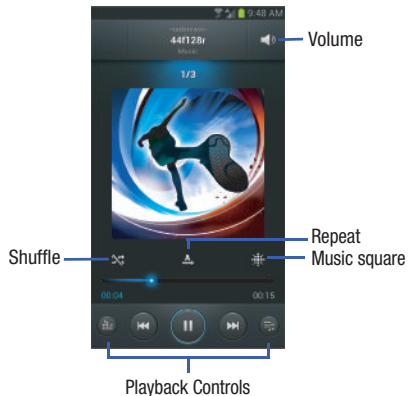 9:48 AM
44f128r
Music
Volume
1/3
Repeat
Shuffle
Music square
00:04
00:15
Playback Controls